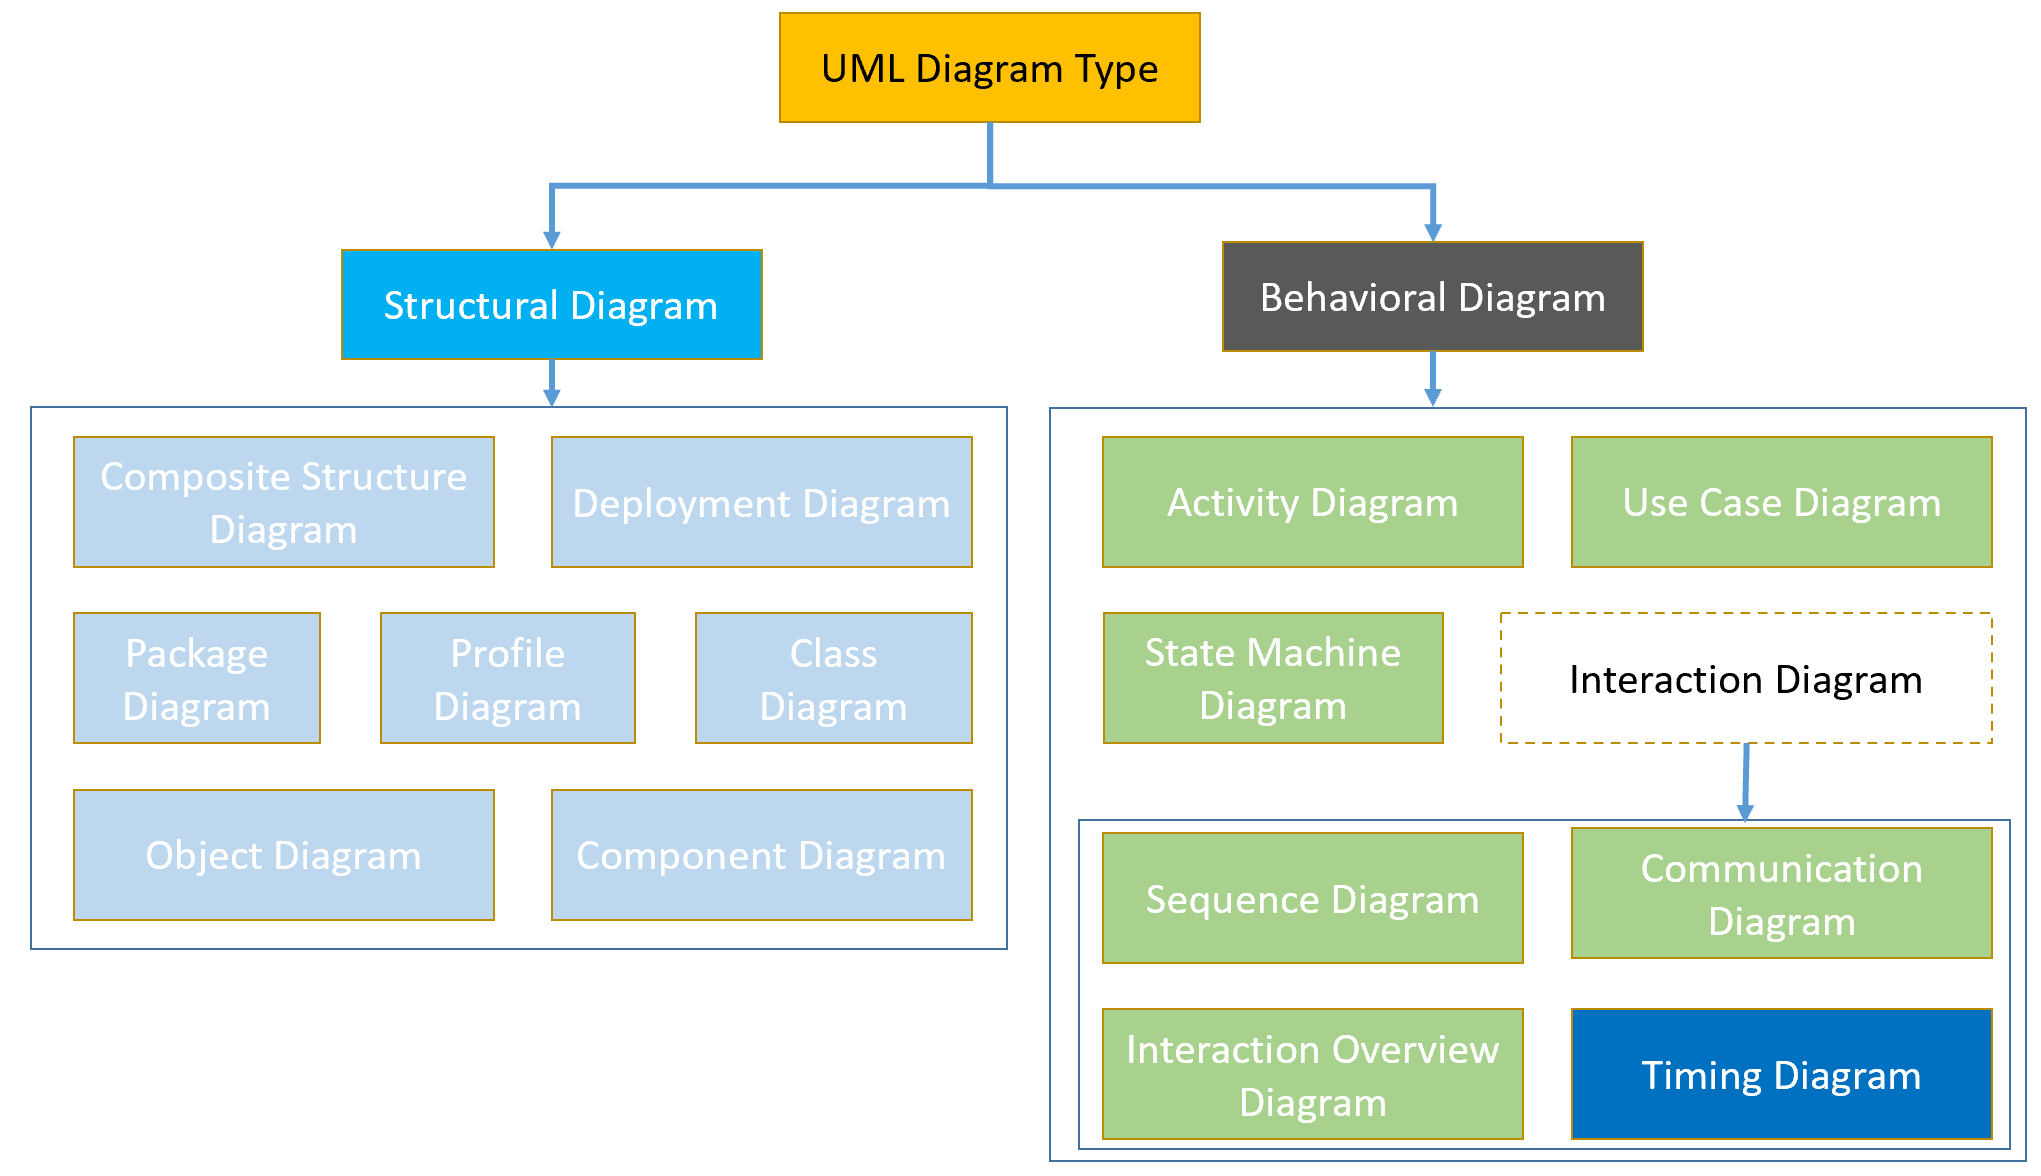 UML Diagram Type
Structural Diagram
Behavioral Diagram
Composite Structure
Diagram
Deployment Diagram
Package
Diagram
Profile
Diagram
Class
Diagram
Object Diagram
Component Diagram
Activity Diagram
Use Case Diagram
State Machine
Diagram
Interaction Diagram
Sequence Diagram
Communication
Diagram
Interaction Overview
Diagram
Timing Diagram